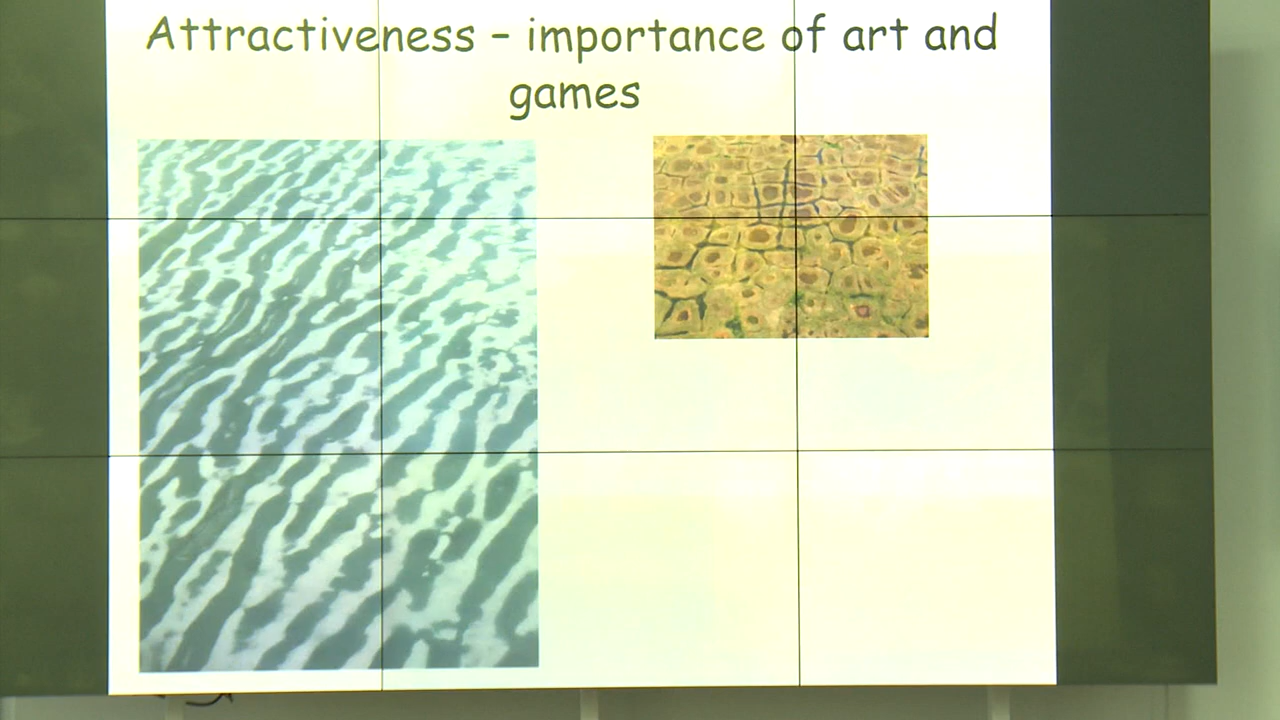 Attractiveness – importance of art and
games